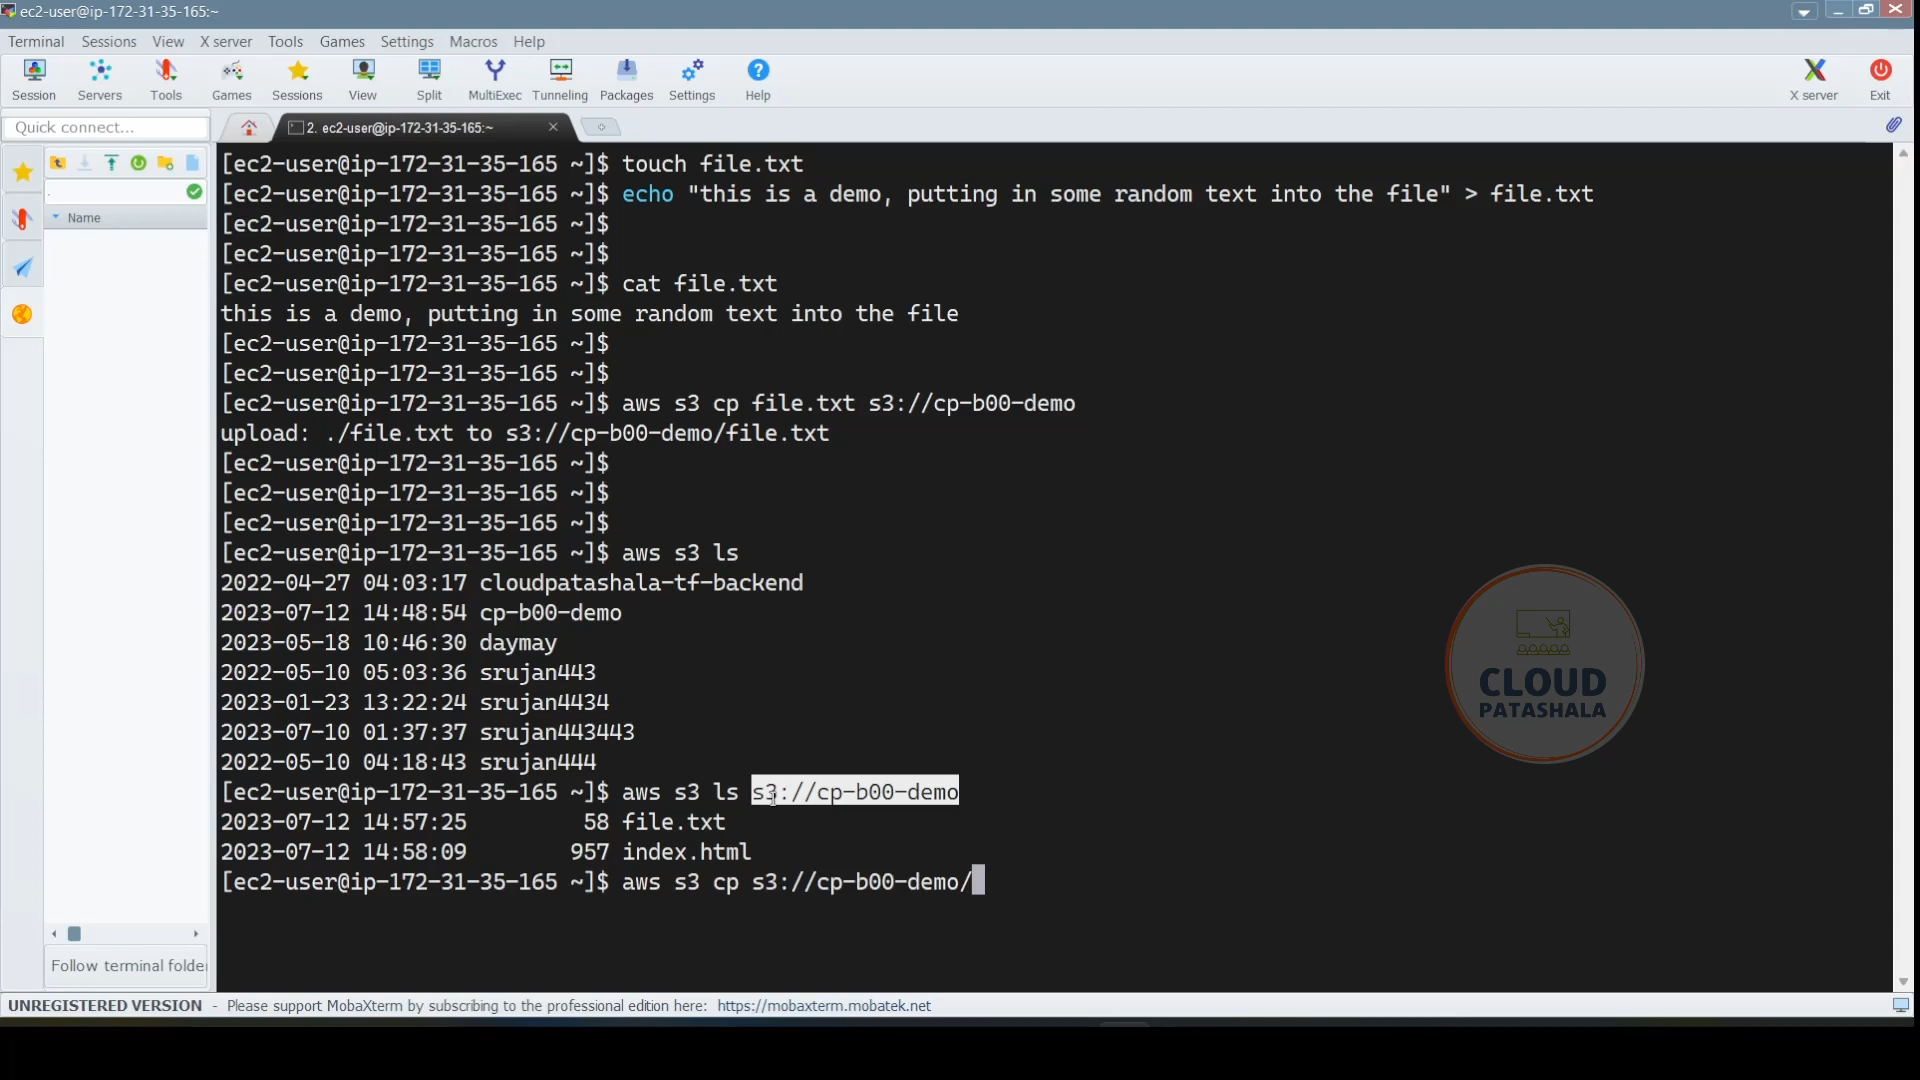 ec2-user@ip-172-31-35-165:~
Terminal Sessions View X server Tools Games Settings Macros Help
Session Servers Tools Games Sessions View Split MultiExec Tunneling Packages Settings Help X server Exit
Quick connect...
2. ec2-user@ip-172-31-35-165:~
Name
[ec2-user@ip-172-31-35-165 ~]$ touch file.txt
[ec2-user@ip-172-31-35-165 ~]$ echo "this is a demo, putting in some random text into the file" > file.txt
[ec2-user@ip-172-31-35-165 ~]$
[ec2-user@ip-172-31-35-165 ~]$
[ec2-user@ip-172-31-35-165 ~]$ cat file.txt
this is a demo, putting in some random text into the file
[ec2-user@ip-172-31-35-165 ~]$
[ec2-user@ip-172-31-35-165 ~]$
[ec2-user@ip-172-31-35-165 ~]$ aws s3 cp file.txt s3://cp-b00-demo
upload: ./file.txt to s3://cp-b00-demo/file.txt
[ec2-user@ip-172-31-35-165 ~]$
[ec2-user@ip-172-31-35-165 ~]$
[ec2-user@ip-172-31-35-165 ~]$
[ec2-user@ip-172-31-35-165 ~]$ aws s3 ls
2022-04-27 04:03:17 cloudpatashala-tf-backend
2023-07-12 14:48:54 cp-b00-demo
2023-05-18 10:46:30 daymay
2022-05-10 05:03:36 srujan443
2023-01-23 13:22:24 srujan4434
2023-07-10 01:37:37 srujan443443
2022-05-10 04:18:43 srujan444
[ec2-user@ip-172-31-35-165 ~]$ aws s3 ls s3://cp-b00-demo
2023-07-12 14:57:25 58 file.txt
2023-07-12 14:58:09 957 index.html
[ec2-user@ip-172-31-35-165 ~]$ aws s3 cp s3://cp-b00-demo/
CLOUD
PATASHALA
Follow terminal folde
UNREGISTERED VERSION - Please support MobaXterm by subscribing to the professional edition here: https://mobaxterm.mobatek.net